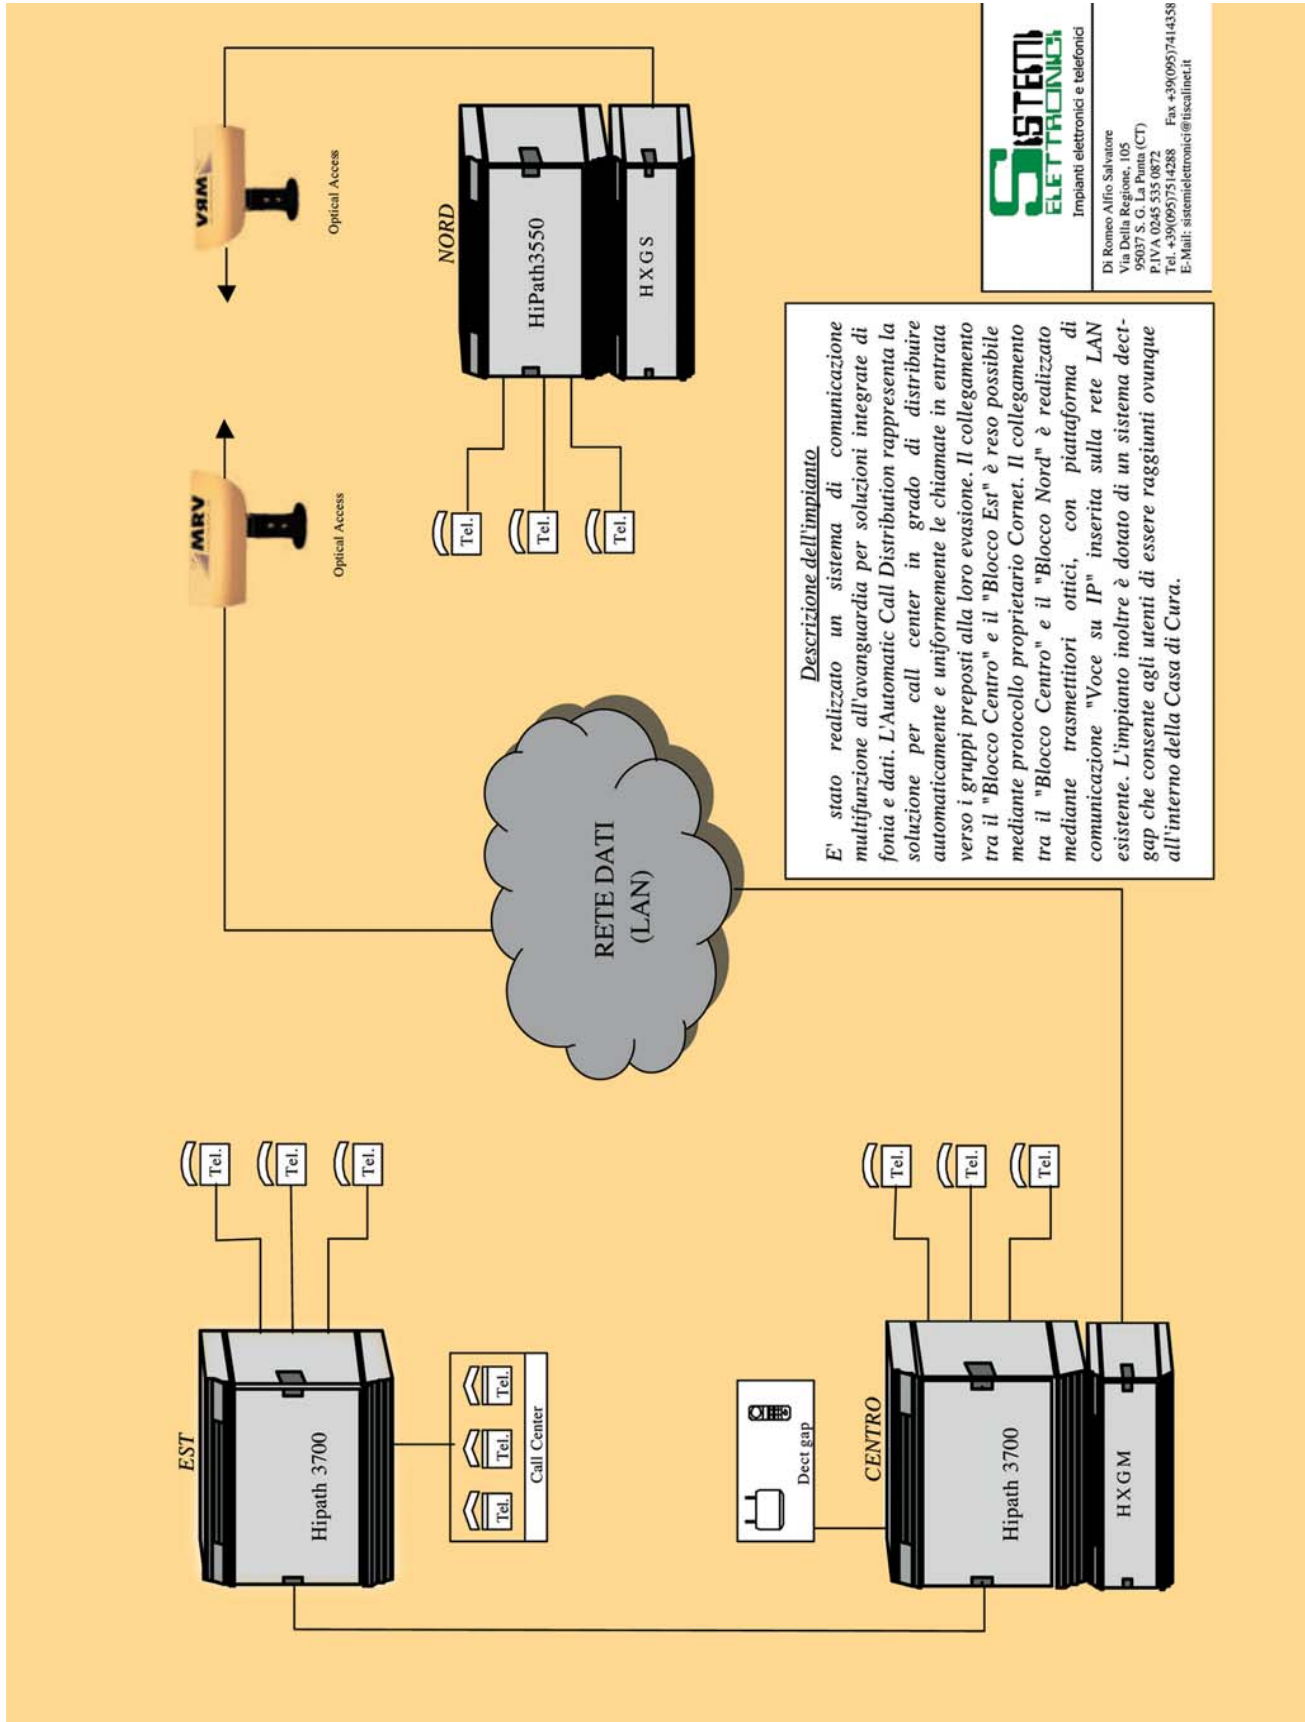 EST
Hipath 3700
Tel.
Tel.
Tel.
Tel.
Tel.
Tel.
Call Center
MRV
Optical Access
MRV
Optical Access
RETE DATI
(LAN)
NORD
HiPath3550
HXGS
Tel.
Tel.
Tel.
Dect gap
CENTRO
Hipath 3700
HXGM
Tel.
Tel.
Tel.
Descrizione dell'impianto
E' stato realizzato un sistema di comunicazione
multifunzione all'avanguardia per soluzioni integrate di
fonia e dati. L'Automatic Call Distribution rappresenta la
soluzione per call center in grado di distribuire
automaticamente e uniformemente le chiamate in entrata
verso i gruppi preposti alla loro evasione. Il collegamento
tra il "Blocco Centro" e il "Blocco Est" è reso possibile
mediante protocollo proprietario Cornet. Il collegamento
tra il "Blocco Centro" e il "Blocco Nord" è realizzato
mediante trasmettitori ottici, con piattaforma di
comunicazione "Voce su IP" inserita sulla rete LAN
esistente. L'impianto inoltre è dotato di un sistema dect-
gap che consente agli utenti di essere raggiunti ovunque
all'interno della Casa di Cura.
SISTEMI
ELETTRONICI
Impianti elettronici e telefonici
Di Romeo Alfio Salvatore
Via Della Regione, 105
95037 S. G. La Punta (CT)
P.IVA 0245 535 0872
Tel. +39(095)7514288 Fax +39(095)7414358
E-Mail: sistemielettronici@tiscalinet.it